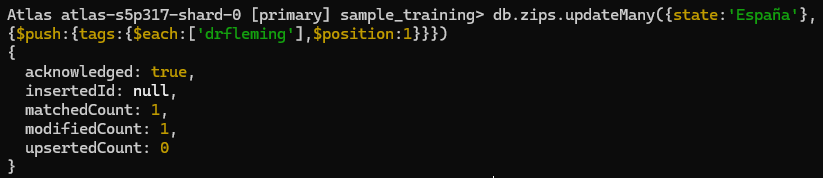 Atlas atlas-s5p317-shard-0 [primary] sample_training> db.zips.updateMany({state:'España'},
{$push:{tags:{$each:['drfleming'],$position:1}}})
{
  acknowledged: true,
  insertedId: null,
  matchedCount: 1,
  modifiedCount: 1,
  upsertedCount: 0
}